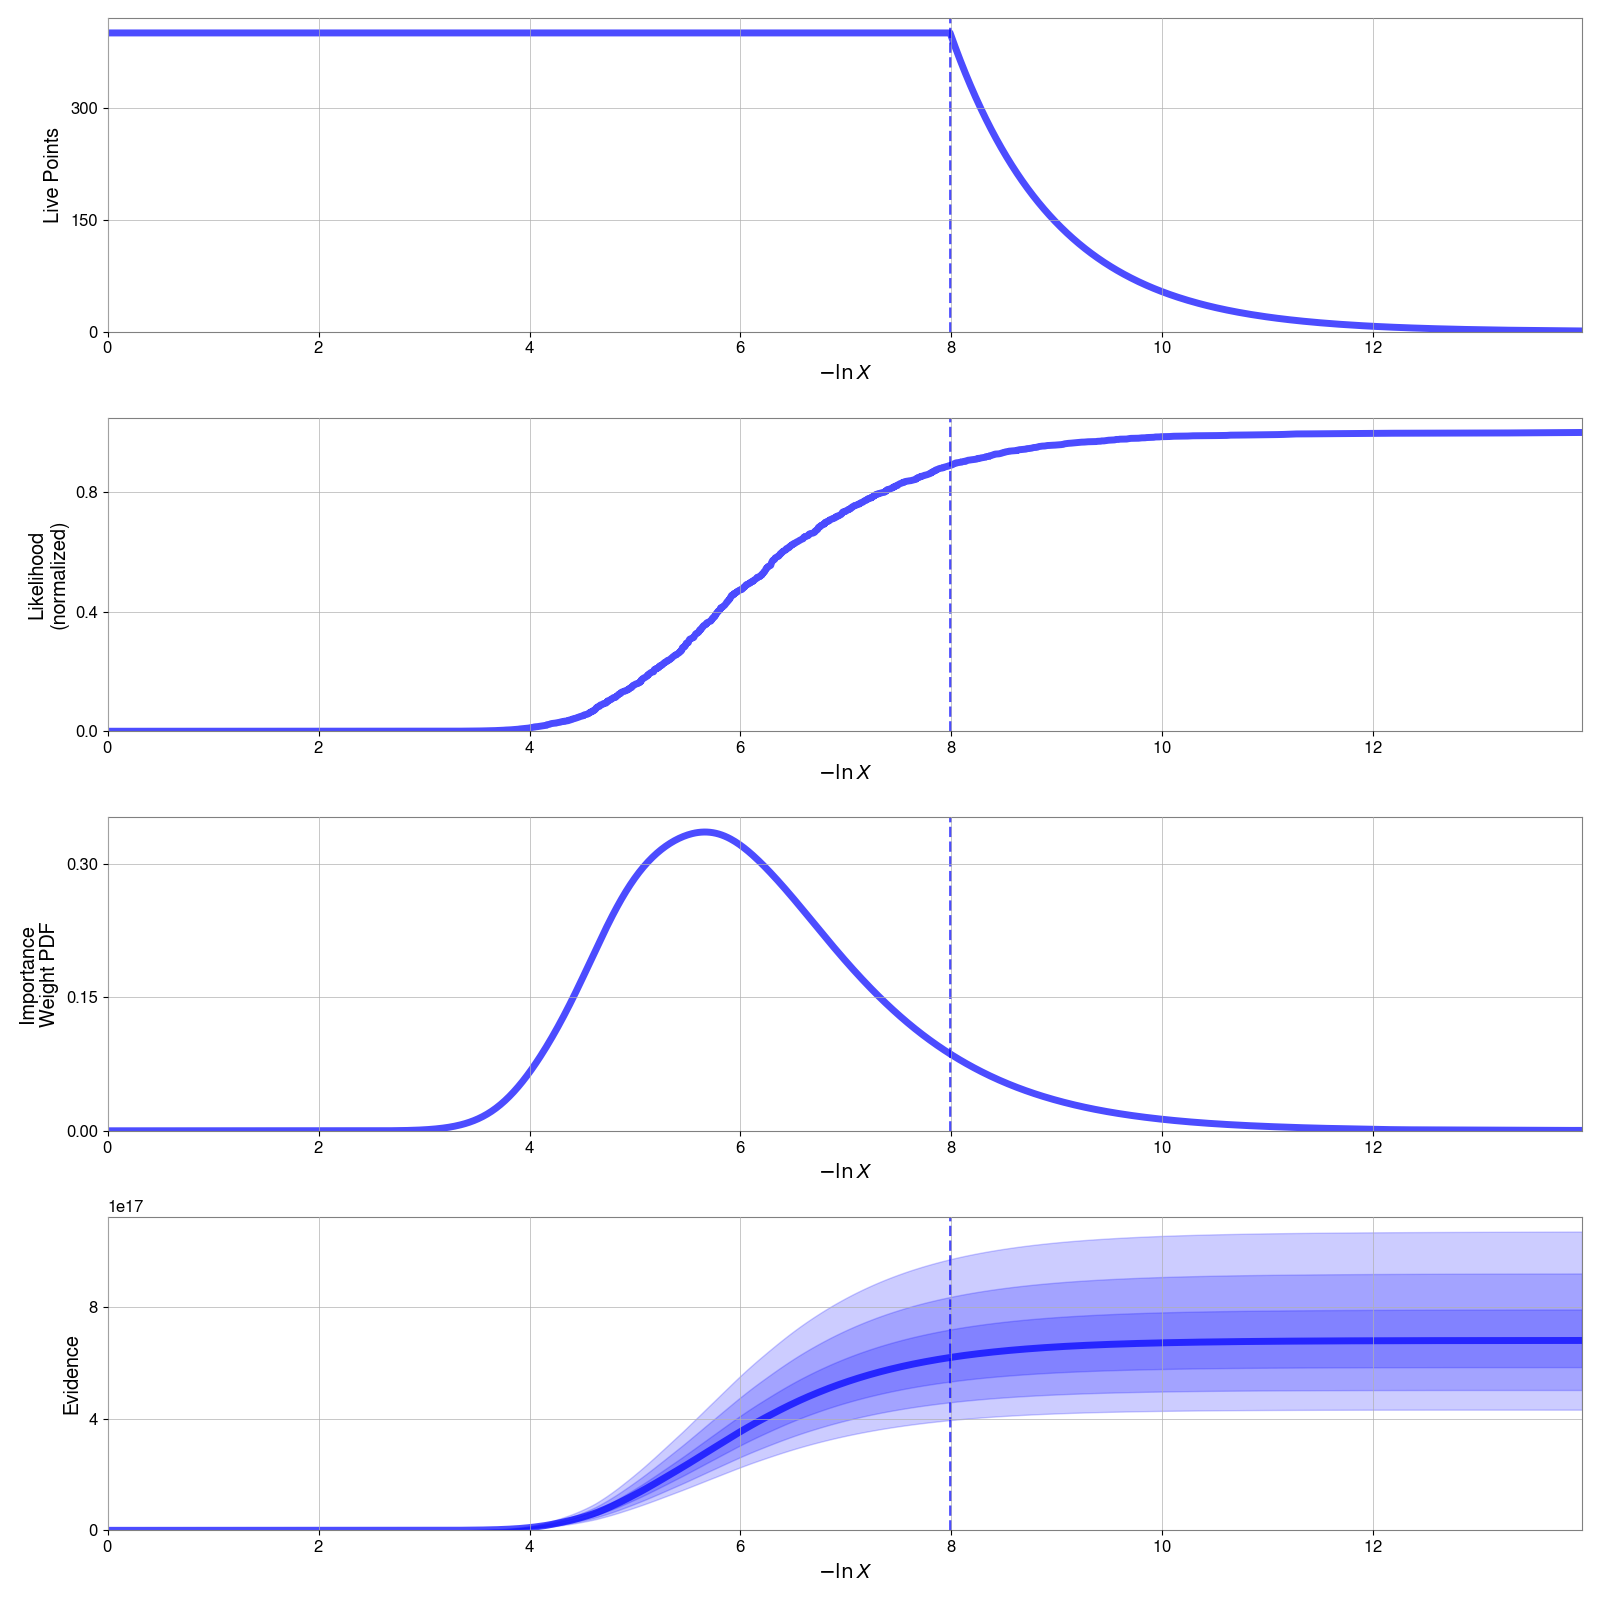 300
150
0
Live Points
0 2 4 6 8 10 12
−ln X
0.8
0.4
0.0
Likelihood
(normalized)
0 2 4 6 8 10 12
−ln X
0.30
0.15
0.00
Importance
Weight PDF
0 2 4 6 8 10 12
−ln X
1e17
8
4
0
Evidence
0 2 4 6 8 10 12
−ln X